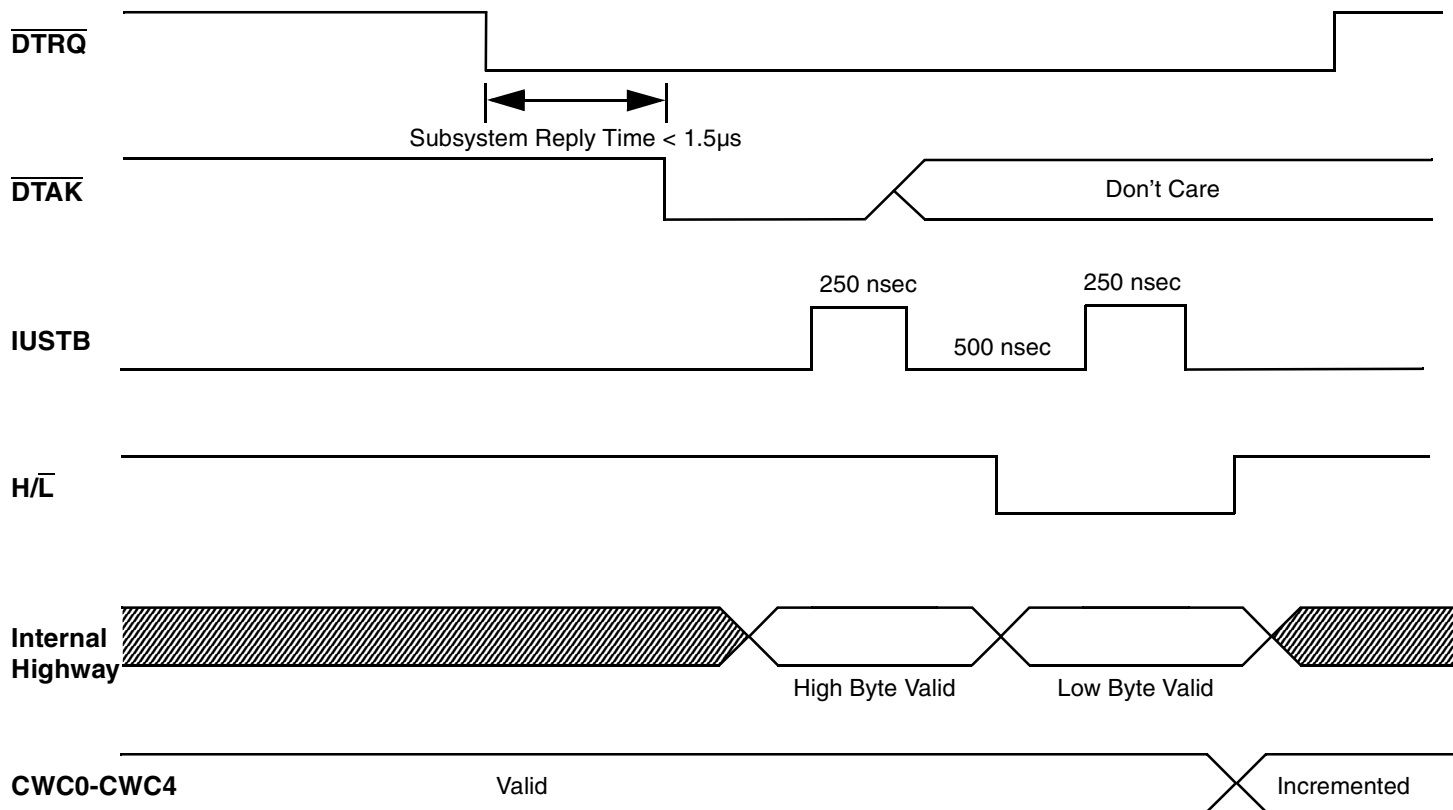 DTRQ
Subsystem Reply Time < 1.5µs
DTAK
Don't Care
250 nsec
250 nsec
IUSTB
500 nsec
H/L
Internal
Highway
High Byte Valid
Low Byte Valid
CWC0-CWC4
Valid
Incremented